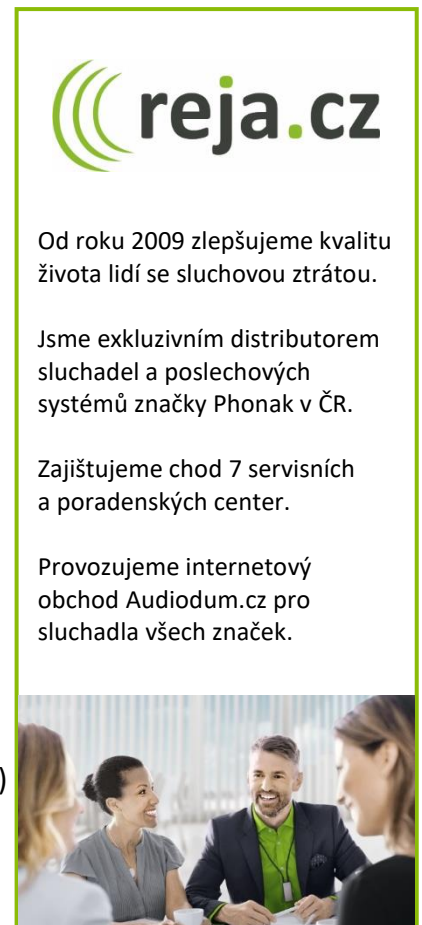 reja.cz
Od roku 2009 zlepšujeme kvalitu
života lidí se sluchovou ztrátou.
Jsme exkluzivním distributorem
sluchadel a poslechových
systémů značky Phonak v ČR.
Zajištujeme chod 7 servisních
a poradenských center.
Provozujeme internetový
obchod Audiodum.cz pro
sluchadla všech značek.
)